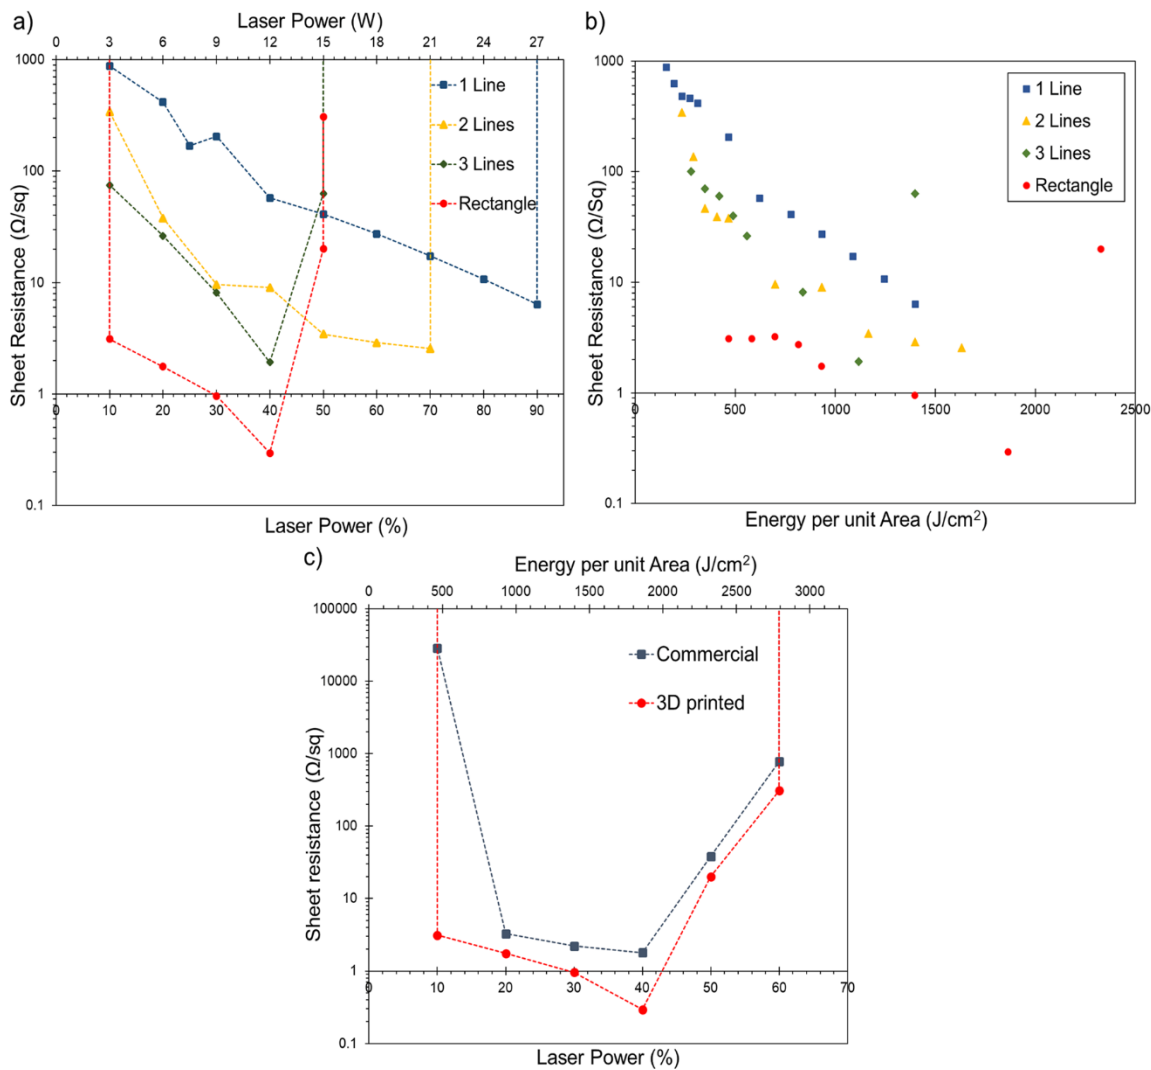 a)
Laser Power (W)
0 3 6 9 12 15 18 21 24 27
1000
100
10
1
0.1
Sheet Resistance (Ω/sq)
1 Line
2 Lines
3 Lines
Rectangle
0 10 20 30 40 50 60 70 80 90
Laser Power (%)
b)
1000
100
10
1
0.1
Sheet Resistance (Ω/Sq)
1 Line
2 Lines
3 Lines
Rectangle
0 500 1000 1500 2000 2500
Energy per unit Area (J/cm²)
c)
Energy per unit Area (J/cm²)
0 500 1000 1500 2000 2500 3000
100000
10000
1000
100
10
1
0.1
Sheet resistance (Ω/sq)
Commercial
3D printed
0 10 20 30 40 50 60 70
Laser Power (%)